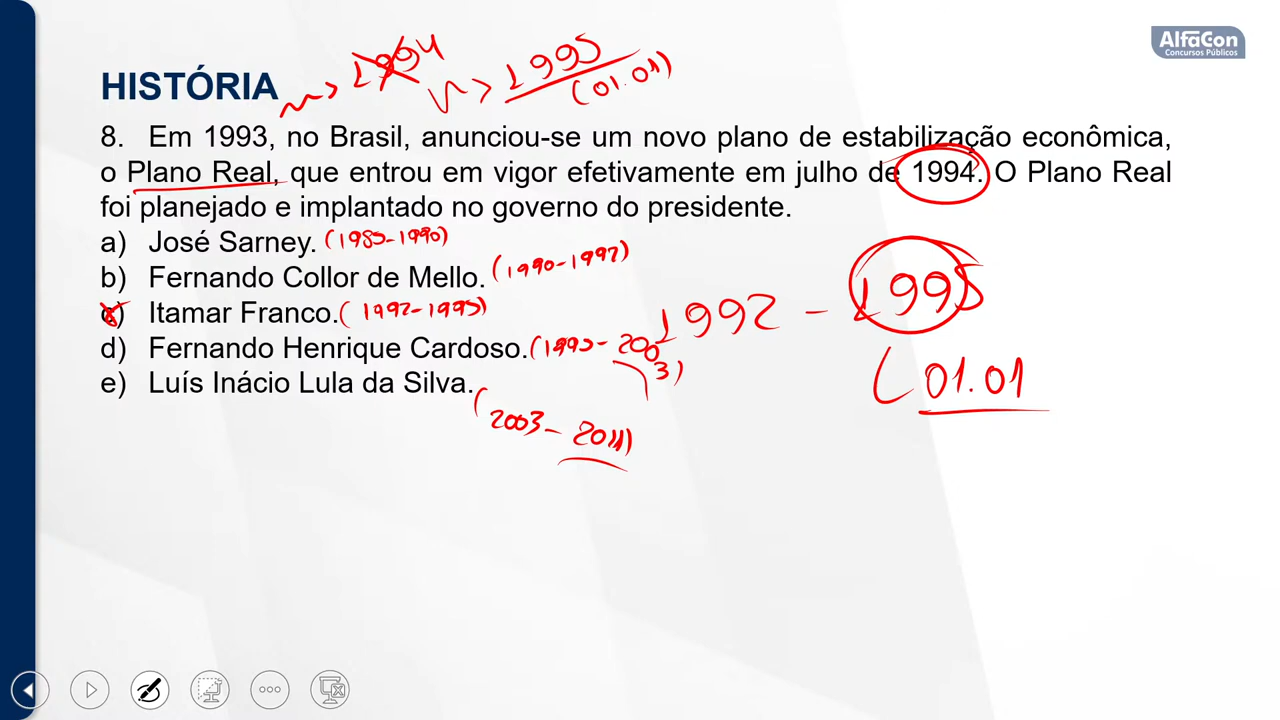 AlfaCon
Concursos Públicos
1994
1995
(01.01)
HISTÓRIA
8. Em 1993, no Brasil, anunciou-se um novo plano de estabilização econômica,
o Plano Real, que entrou em vigor efetivamente em julho de 1994. O Plano Real
foi planejado e implantado no governo do presidente.
a) José Sarney. (1985-1990)
b) Fernando Collor de Mello. (1990-1992)
c) Itamar Franco. (1992-1995)
1992 - 1995
d) Fernando Henrique Cardoso. (1995-2003)
(01.01
e) Luís Inácio Lula da Silva.
(2003-2011)